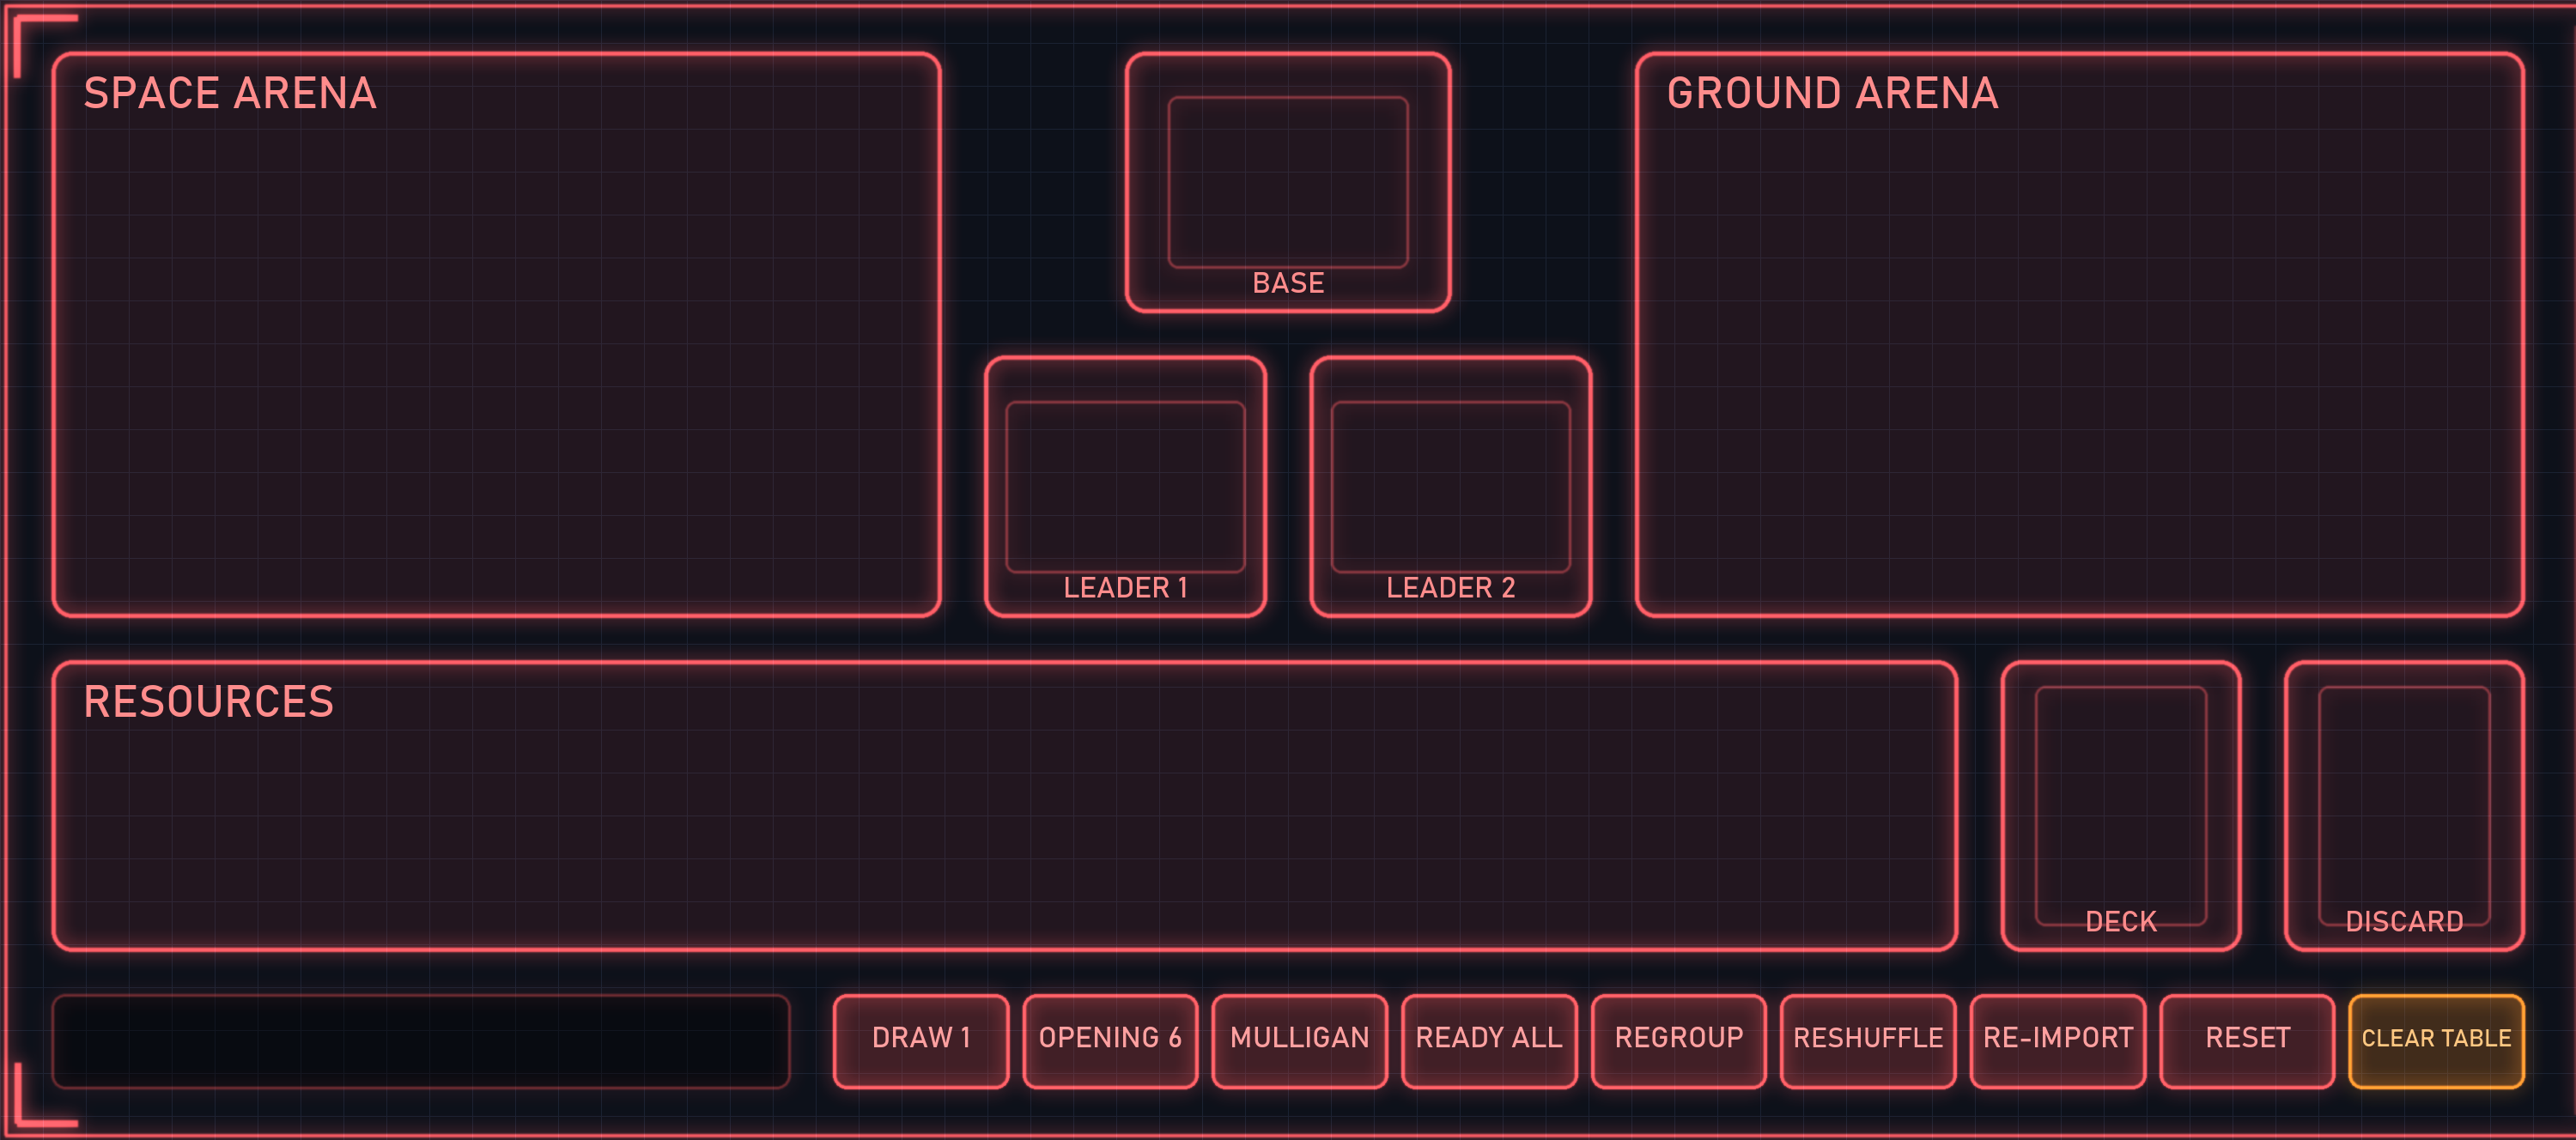 SPACE ARENA
BASE
GROUND ARENA
LEADER 1
LEADER 2
RESOURCES
DECK
DISCARD
DRAW 1
OPENING 6
MULLIGAN
READY ALL
REGROUP
RESHUFFLE
RE-IMPORT
RESET
CLEAR TABLE